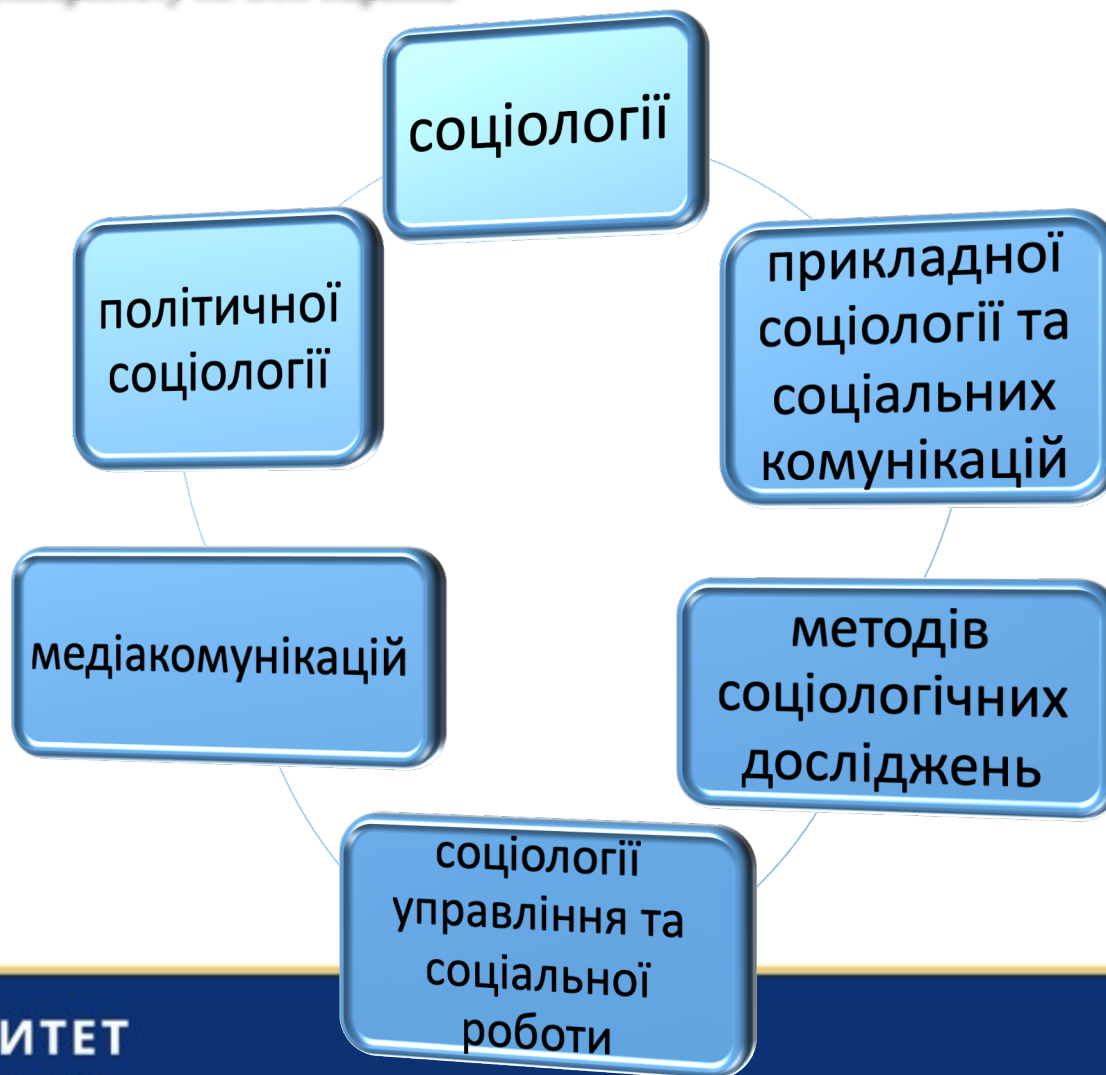 соціології
прикладної
соціології та
соціальних
комунікацій
методів
соціологічних
досліджень
соціології
управління та
соціальної
роботи
медіакомунікацій
політичної
соціології
ИТЕТ